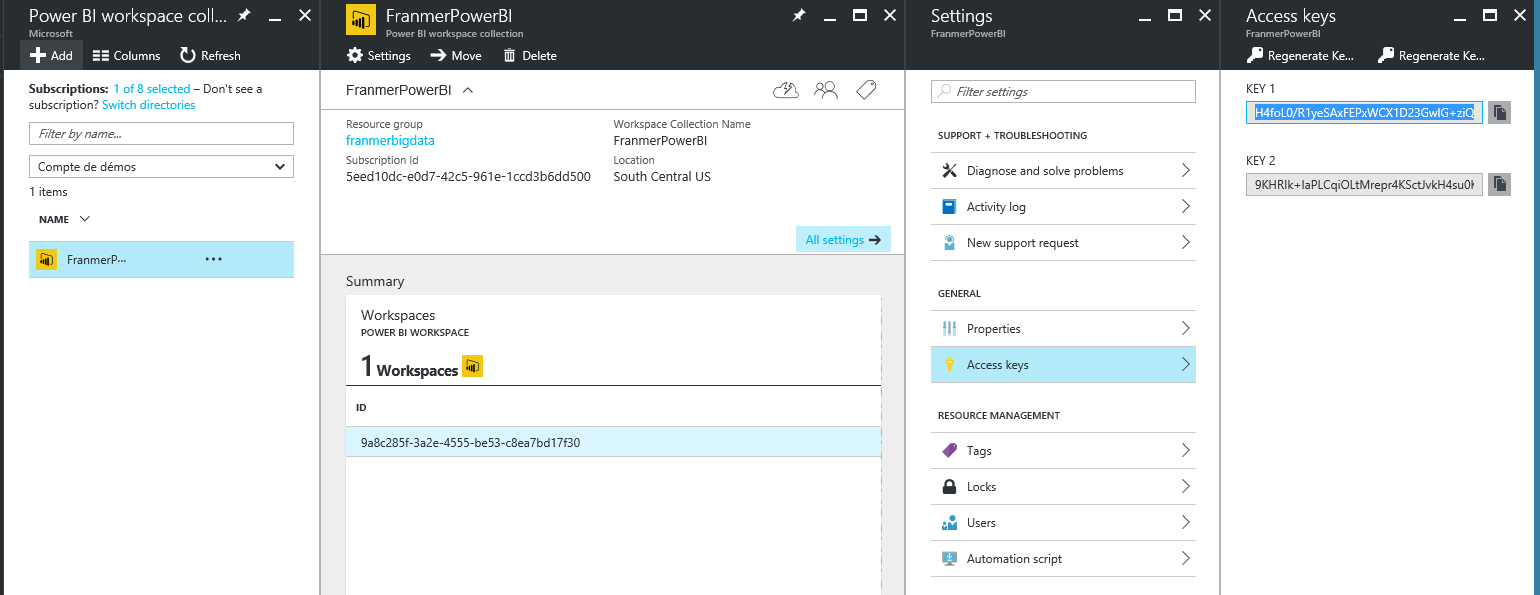 Power BI workspace coll...
Microsoft
Add
Columns
Refresh
Subscriptions: 1 of 8 selected – Don't see a
subscription? Switch directories
Filter by name...
Compte de démos
1 items
NAME
FranmerP...
...
FranmerPowerBI
Power BI workspace collection
Settings
Move
Delete
FranmerPowerBI
Resource group
franmerbigdata
Subscription Id
5eed10dc-e0d7-42c5-961e-1ccd3b6dd500
Workspace Collection Name
FranmerPowerBI
Location
South Central US
All settings
Summary
Workspaces
POWER BI WORKSPACE
1 Workspaces
ID
9a8c285f-3a2e-4555-be53-c8ea7bd17f30
Settings
FranmerPowerBI
Filter settings
SUPPORT + TROUBLESHOOTING
Diagnose and solve problems
Activity log
New support request
GENERAL
Properties
Access keys
RESOURCE MANAGEMENT
Tags
Locks
Users
Automation script
Access keys
FranmerPowerBI
Regenerate Ke...
Regenerate Ke...
KEY 1
KEY 2